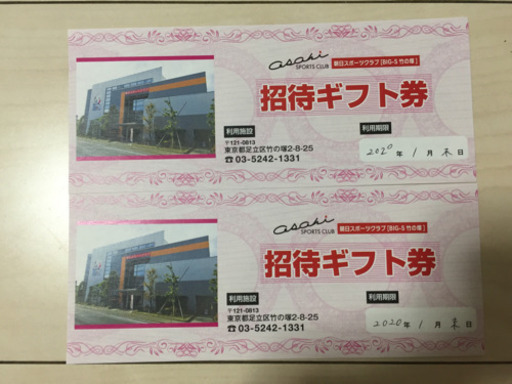 asahi
SPORTS CLUB
朝日スポーツクラブ【BIG-S 竹の塚】
招待ギフト券
利用施設
〒121-0813
東京都足立区竹の塚2-8-25
☎03-5242-1331
利用期限
2020年 1月末日
asahi
SPORTS CLUB
朝日スポーツクラブ【BIG-S 竹の塚】
招待ギフト券
利用施設
〒121-0813
東京都足立区竹の塚2-8-25
☎03-5242-1331
利用期限
2020年 1月末日